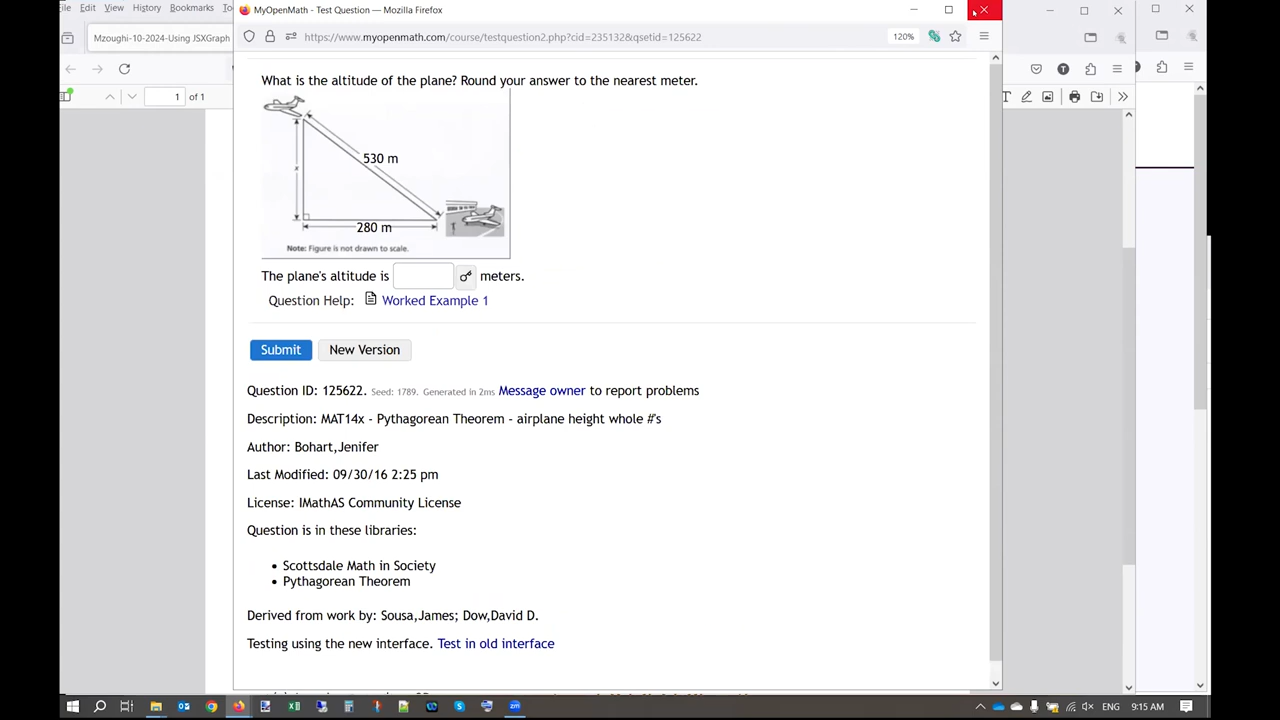 MyOpenMath - Test Question — Mozilla Firefox
File Edit View History Bookmarks
Mzoughi-10-2024-Using JSXGraph
https://www.myopenmath.com/course/testquestion2.php?cid=235132&qsetid=125622
120%
1 of 1
What is the altitude of the plane? Round your answer to the nearest meter.
530 m
x
280 m
Note: Figure is not drawn to scale.
The plane's altitude is
meters.
Question Help: Worked Example 1
Submit New Version
Question ID: 125622. Seed: 1789. Generated in 2ms Message owner to report problems
Description: MAT14x - Pythagorean Theorem - airplane height whole #'s
Author: Bohart,Jenifer
Last Modified: 09/30/16 2:25 pm
License: IMathAS Community License
Question is in these libraries:
• Scottsdale Math in Society
• Pythagorean Theorem
Derived from work by: Sousa,James; Dow,David D.
Testing using the new interface. Test in old interface
ENG 9:15 AM